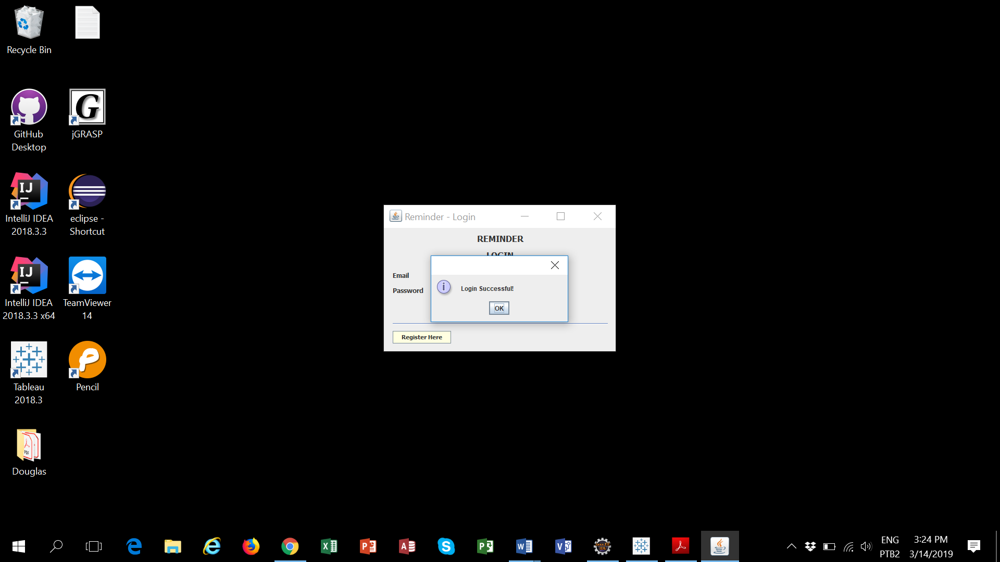 Recycle Bin
GitHub
Desktop
jGRASP
IntelliJ IDEA
2018.3.3
eclipse -
Shortcut
IntelliJ IDEA
2018.3.3 x64
TeamViewer
14
Tableau
2018.3
Pencil
Douglas
Reminder - Login
REMINDER
LOGIN
Email
Password
Login Successful!
OK
Register Here
ENG
PTB2
3:24 PM
3/14/2019